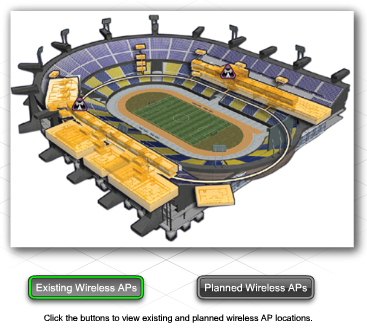 Existing Wireless APs
Planned Wireless APs
Click the buttons to view existing and planned wireless AP locations.